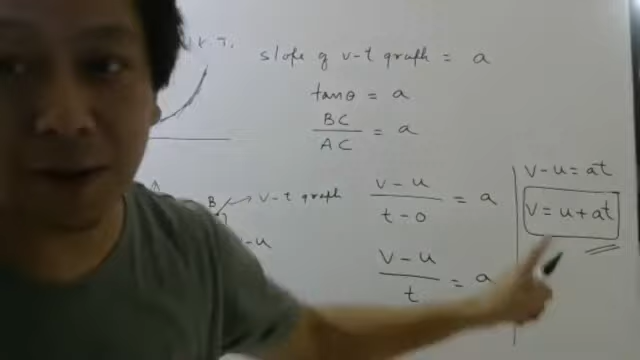 slope of v-t graph = a
tanθ = a
BC
AC
= a
B
v-t graph
-u
v-u
t-0
= a
v-u
t
= a
v-u=at
v=u+at